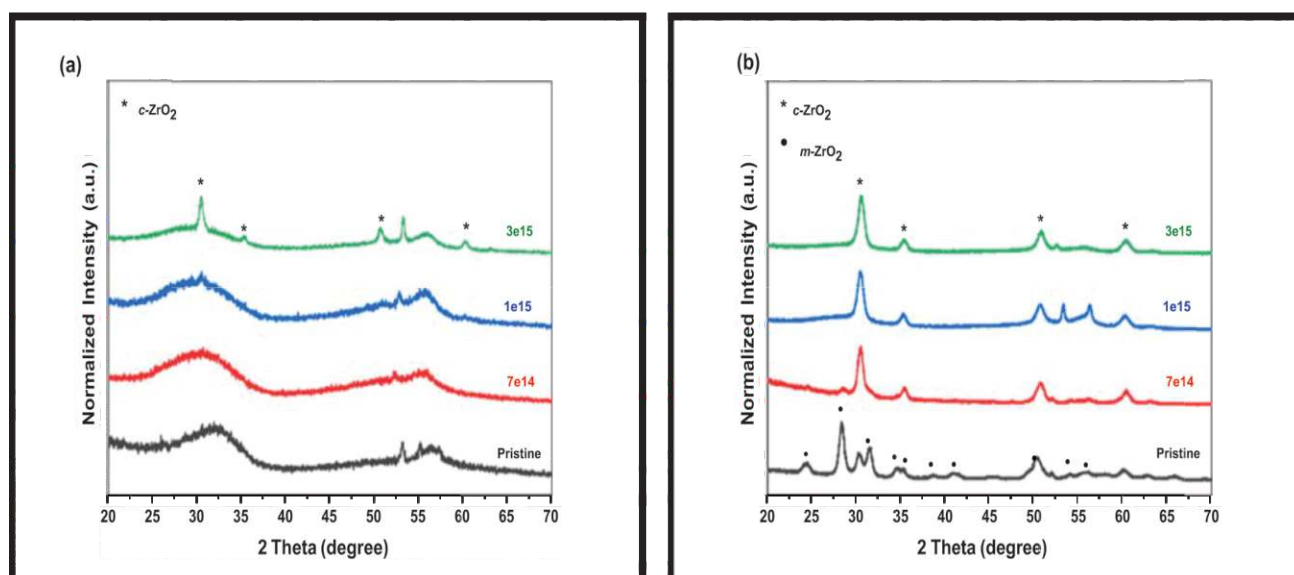 (a)
* c-ZrO2
*
*
*
*
3e15
1e15
7e14
Pristine
Normalized Intensity (a.u.)
20 25 30 35 40 45 50 55 60 65 70
2 Theta (degree)
(b)
* c-ZrO2
• m-ZrO2
*
*
*
*
3e15
1e15
7e14
Pristine
Normalized Intensity (a.u.)
20 25 30 35 40 45 50 55 60 65 70
2 Theta (degree)